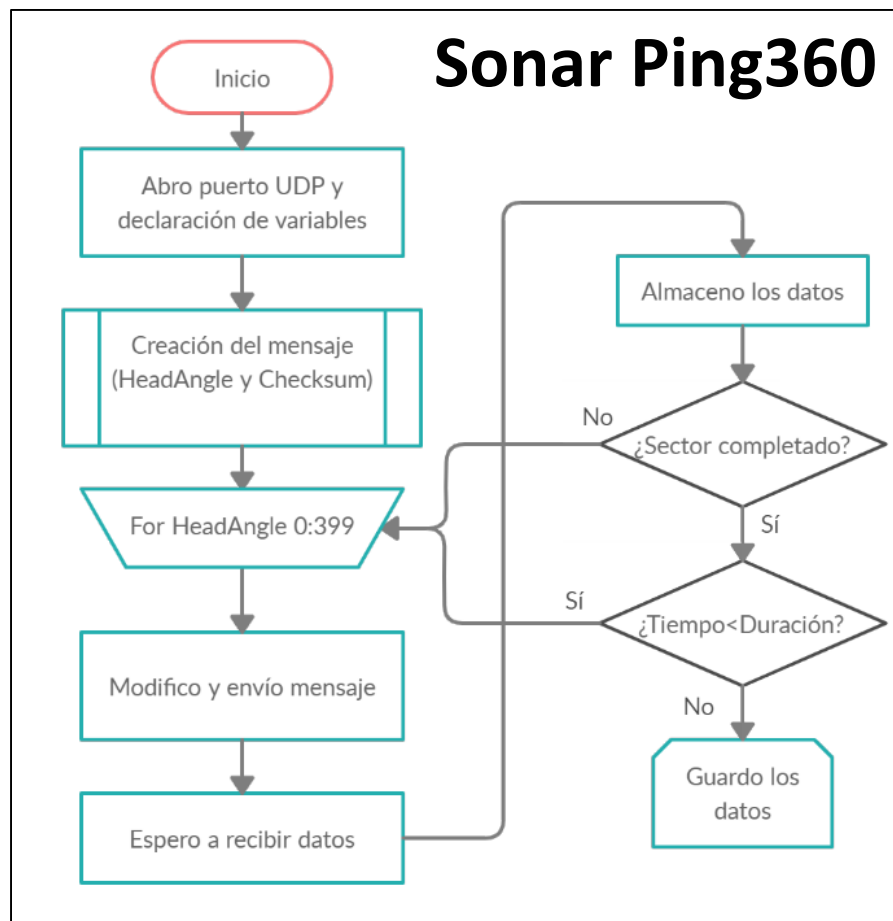 Sonar Ping360
Inicio
Abro puerto UDP y
declaración de variables
Creación del mensaje
(HeadAngle y Checksum)
For HeadAngle 0:399
Modifico y envío mensaje
Espero a recibir datos
Almaceno los datos
No
¿Sector completado?
Sí
Sí
¿Tiempo<Duración?
No
Guardo los
datos